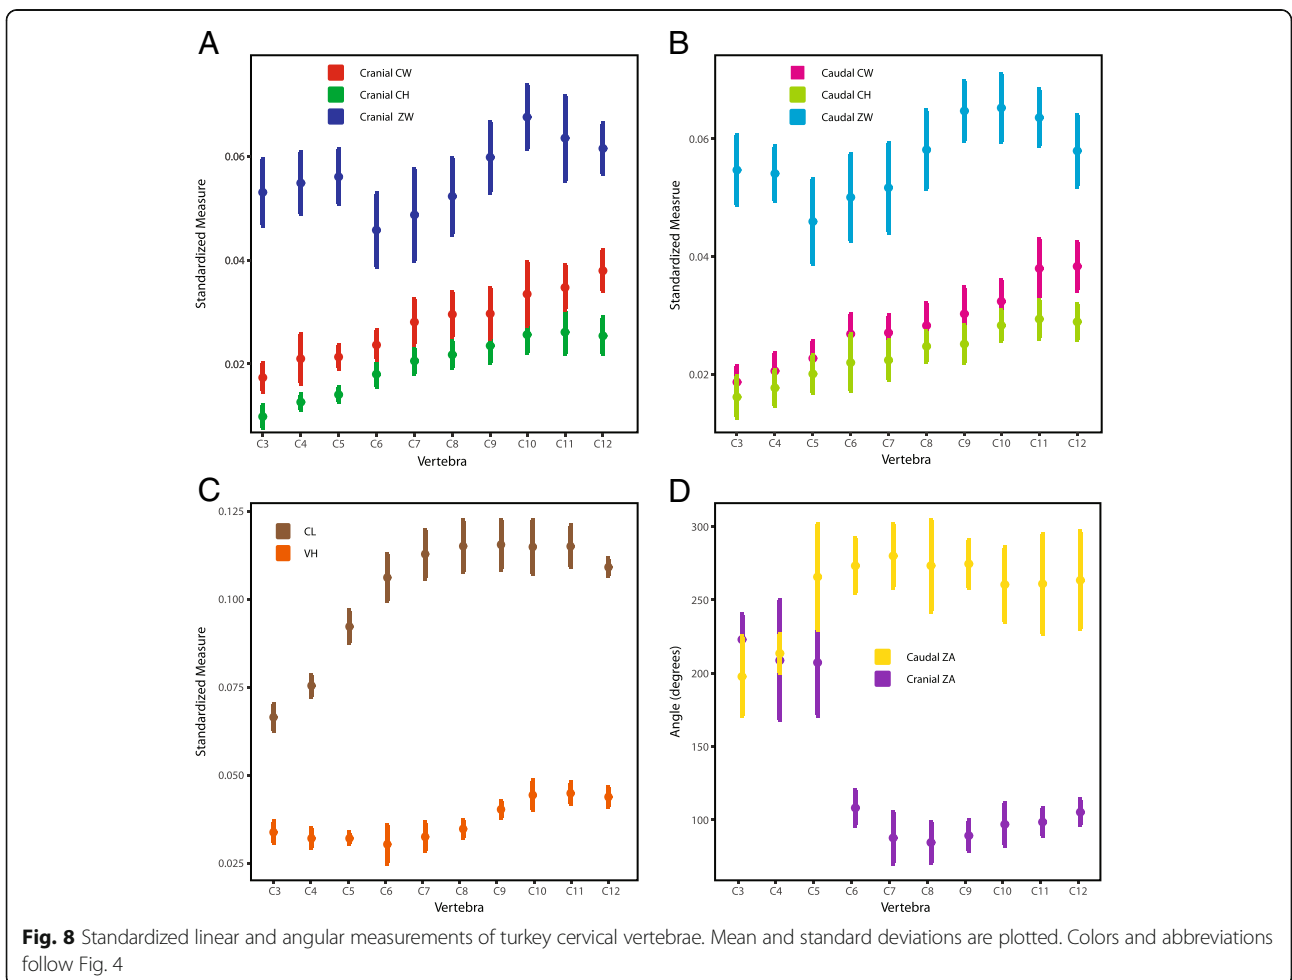 A
B
Cranial CW
Cranial CH
Cranial ZW
Caudal CW
Caudal CH
Caudal ZW
Standardized Measure
0.06
0.04
0.02
C3 C4 C5 C6 C7 C8 C9 C10 C11 C12
Vertebra
Standardized Measrue
0.06
0.04
0.02
C3 C4 C5 C6 C7 C8 C9 C10 C11 C12
Vertebra
C
D
CL
VH
Standardized Measure
0.125
0.100
0.075
0.050
0.025
C3 C4 C5 C6 C7 C8 C9 C10 C11 C12
Vertebra
Caudal ZA
Cranial ZA
Angle (degrees)
300
250
200
150
100
C3 C4 C5 C6 C7 C8 C9 C10 C11 C12
Vertebra
Fig. 8 Standardized linear and angular measurements of turkey cervical vertebrae. Mean and standard deviations are plotted. Colors and abbreviations
follow Fig. 4